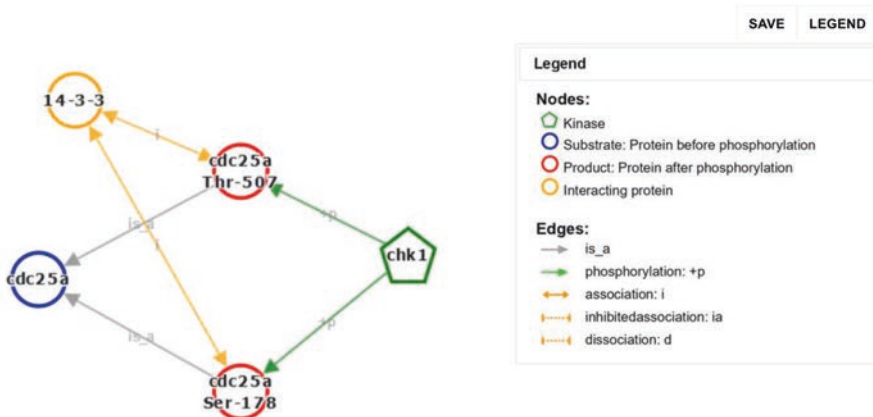 SAVE LEGEND
14-3-3
i
cdc25a
Thr-507
+p
is_a
i
chk1
cdc25a
is_a
+p
cdc25a
Ser-178
Legend
Nodes:
Kinase
Substrate: Protein before phosphorylation
Product: Protein after phosphorylation
Interacting protein
Edges:
is_a
phosphorylation: +p
association: i
inhibitedassociation: ia
dissociation: d